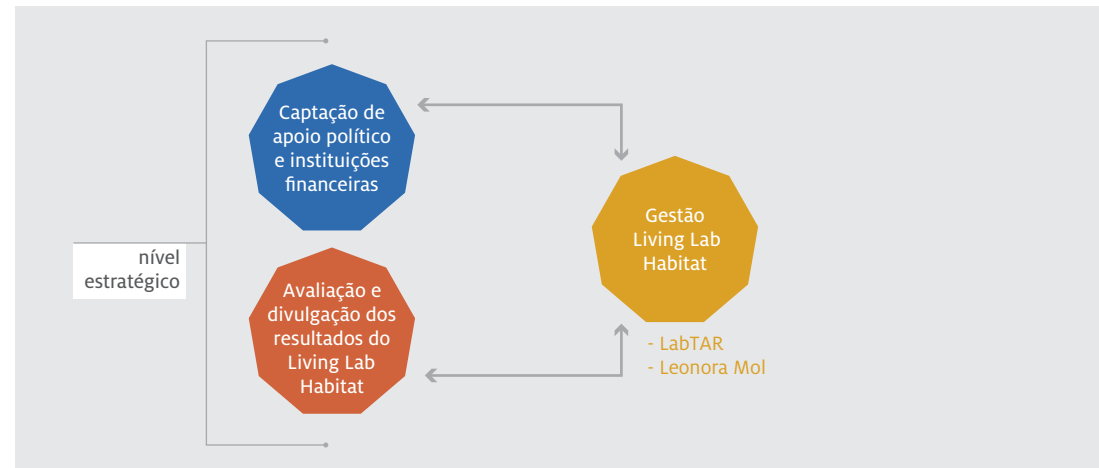 Captação de
apoio político
e instituições
financeiras
nível
estratégico
Avaliação e
divulgação dos
resultados do
Living Lab
Habitat
Gestão
Living Lab
Habitat
- LabTAR
- Leonora Mol